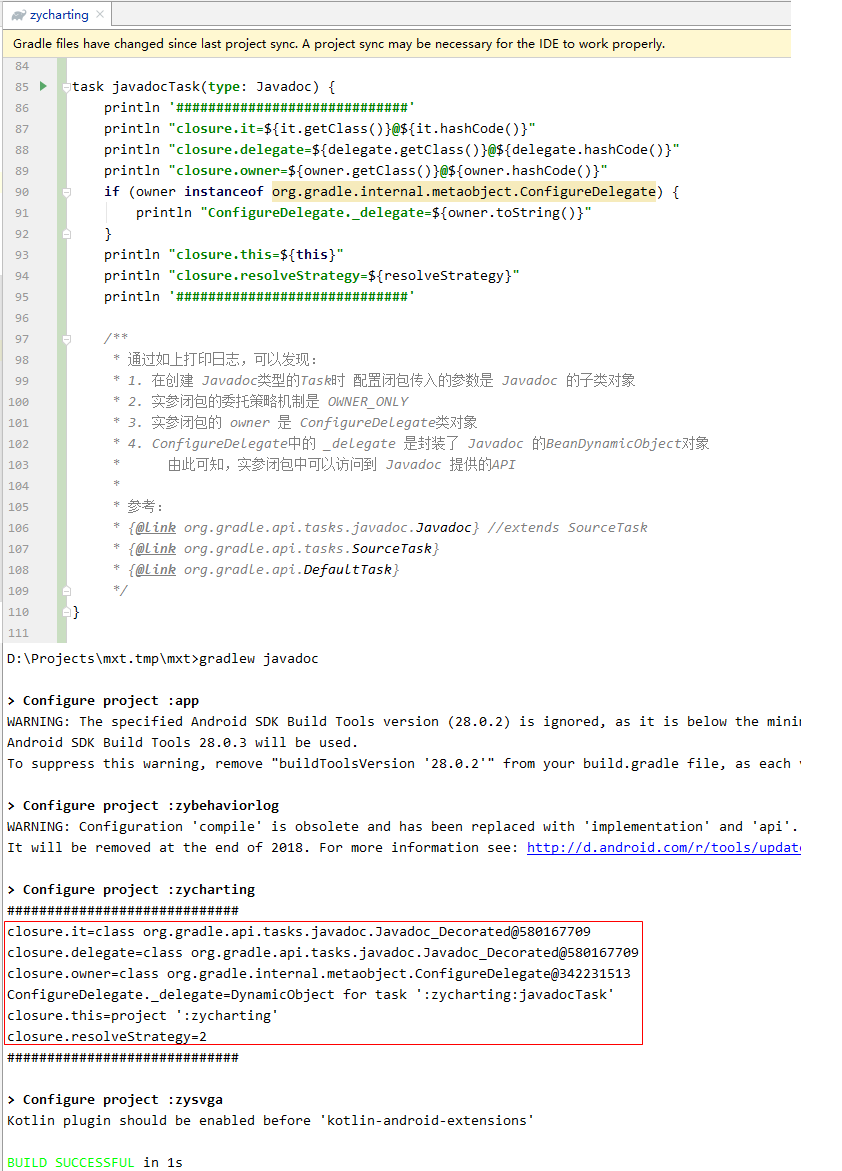 zycharting
Gradle files have changed since last project sync. A project sync may be necessary for the IDE to work properly.
84
85 task javadocTask(type: Javadoc) {
86 println '#############################'
87 println "closure.it=${it.getClass()}@${it.hashCode()}"
88 println "closure.delegate=${delegate.getClass()}@${delegate.hashCode()}"
89 println "closure.owner=${owner.getClass()}@${owner.hashCode()}"
90 if (owner instanceof org.gradle.internal.metaobject.ConfigureDelegate) {
91 println "ConfigureDelegate._delegate=${owner.toString()}"
92 }
93 println "closure.this=${this}"
94 println "closure.resolveStrategy=${resolveStrategy}"
95 println '#############################'
96
97 /**
98 * 通过如上打印日志，可以发现：
99 * 1. 在创建 Javadoc类型的Task时 配置闭包传入的参数是 Javadoc 的子类对象
100 * 2. 实参闭包的委托策略机制是 OWNER_ONLY
101 * 3. 实参闭包的 owner 是 ConfigureDelegate类对象
102 * 4. ConfigureDelegate中的 _delegate 是封装了 Javadoc 的BeanDynamicObject对象
103 * 由此可知，实参闭包中可以访问到 Javadoc 提供的API
104 *
105 * 参考：
106 * {@link org.gradle.api.tasks.javadoc.Javadoc} //extends SourceTask
107 * {@link org.gradle.api.tasks.SourceTask}
108 * {@link org.gradle.api.DefaultTask}
109 */
110 }
111
D:\Projects\mxt.tmp\mxt>gradlew javadoc
> Configure project :app
WARNING: The specified Android SDK Build Tools version (28.0.2) is ignored, as it is below the mini
Android SDK Build Tools 28.0.3 will be used.
To suppress this warning, remove "buildToolsVersion '28.0.2'" from your build.gradle file, as each
> Configure project :zybehaviorlog
WARNING: Configuration 'compile' is obsolete and has been replaced with 'implementation' and 'api'.
It will be removed at the end of 2018. For more information see: http://d.android.com/r/tools/update
> Configure project :zycharting
#############################
closure.it=class org.gradle.api.tasks.javadoc.Javadoc_Decorated@580167709
closure.delegate=class org.gradle.api.tasks.javadoc.Javadoc_Decorated@580167709
closure.owner=class org.gradle.internal.metaobject.ConfigureDelegate@342231513
ConfigureDelegate._delegate=DynamicObject for task ':zycharting:javadocTask'
closure.this=project ':zycharting'
closure.resolveStrategy=2
#############################
> Configure project :zysvga
Kotlin plugin should be enabled before 'kotlin-android-extensions'
BUILD SUCCESSFUL in 1s